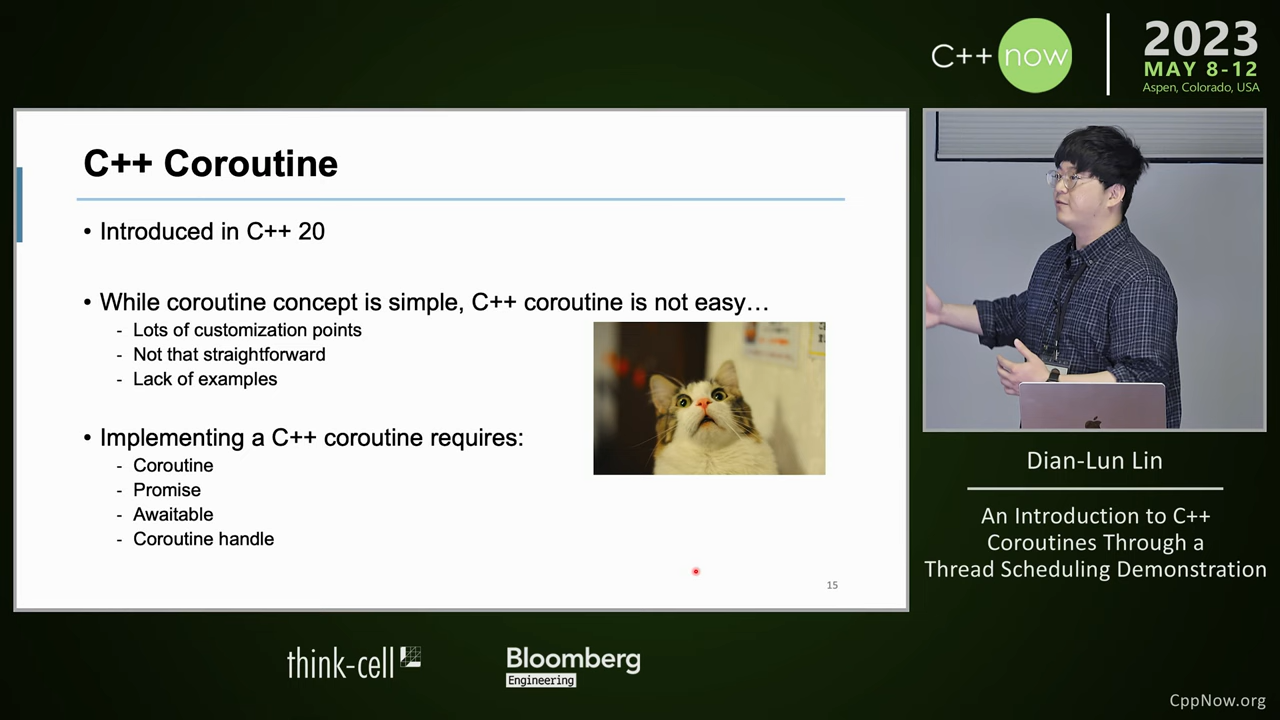 C++ now
2023
MAY 8-12
Aspen, Colorado, USA
C++ Coroutine
• Introduced in C++ 20
• While coroutine concept is simple, C++ coroutine is not easy…
- Lots of customization points
- Not that straightforward
- Lack of examples
• Implementing a C++ coroutine requires:
- Coroutine
- Promise
- Awaitable
- Coroutine handle
15
Dian-Lun Lin
An Introduction to C++
Coroutines Through a
Thread Scheduling Demonstration
think-cell
Bloomberg
Engineering
CppNow.org